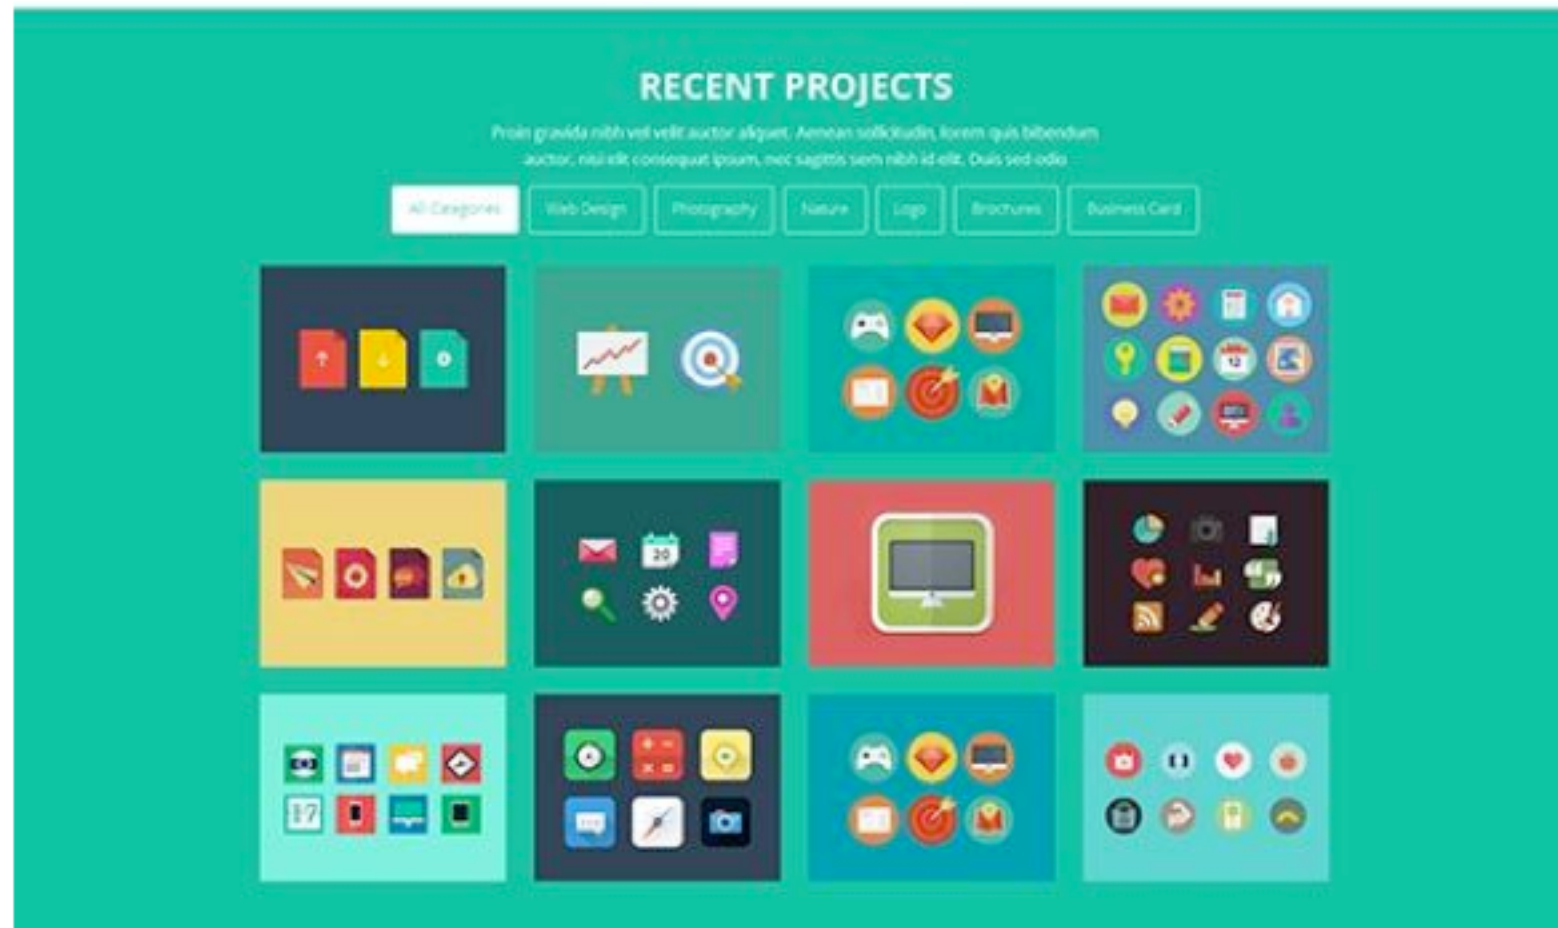 RECENT PROJECTS
Proin gravida nibh vel velit auctor aliquet. Aenean sollicitudin, lorem quis bibendum
auctor, nisi elit consequat ipsum, nec sagittis sem nibh id elit. Duis sed odio
All Categories Web Design Photography Nature Logo Brochures Business Card
12
20